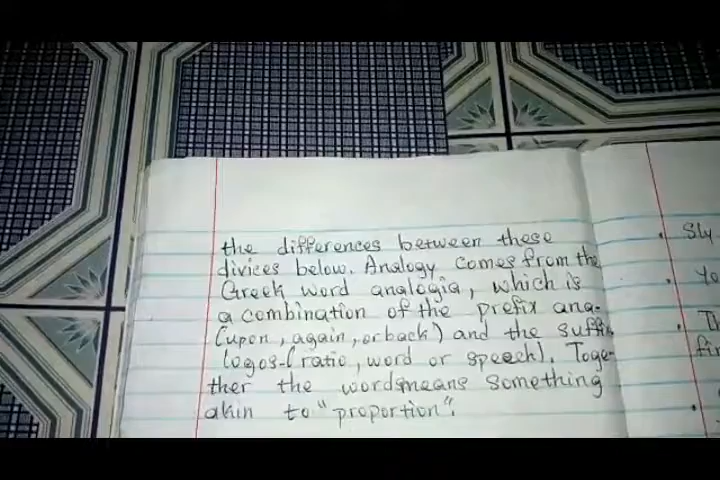 the differences between these
divices below. Analogy comes from the
Greek word analogia, which is
a combination of the prefix ana-
(upon, again, or back) and the suffix
logos-(ratio, word or speech). Toge-
ther the wordsmeans something
akin to "proportion".
Sly